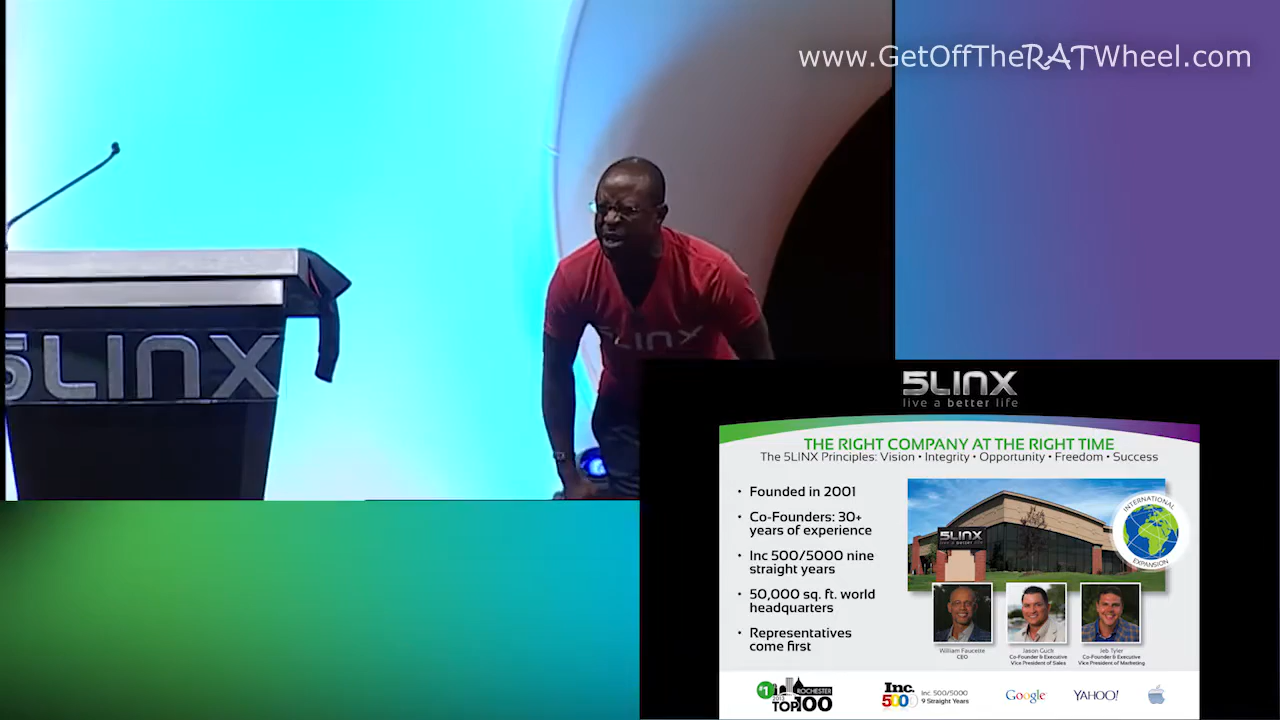 www.GetOffTheRATWheel.com
5LINX
5LINX
5LINX
live a better life
THE RIGHT COMPANY AT THE RIGHT TIME
The 5LINX Principles: Vision • Integrity • Opportunity • Freedom • Success
• Founded in 2001
• Co-Founders: 30+
years of experience
• Inc 500/5000 nine
straight years
• 50,000 sq. ft. world
headquarters
• Representatives
come first
5LINX
live a better life
INTERNATIONAL
EXPANSION
William Faucette
CEO
Jason Guck
Co-Founder & Executive
Vice President of Sales
Jeb Tyler
Co-Founder & Executive
Vice President of Marketing
#1
ROCHESTER
TOP 100
Inc.
500
Inc. 500/5000
9 Straight Years
Google
YAHOO!